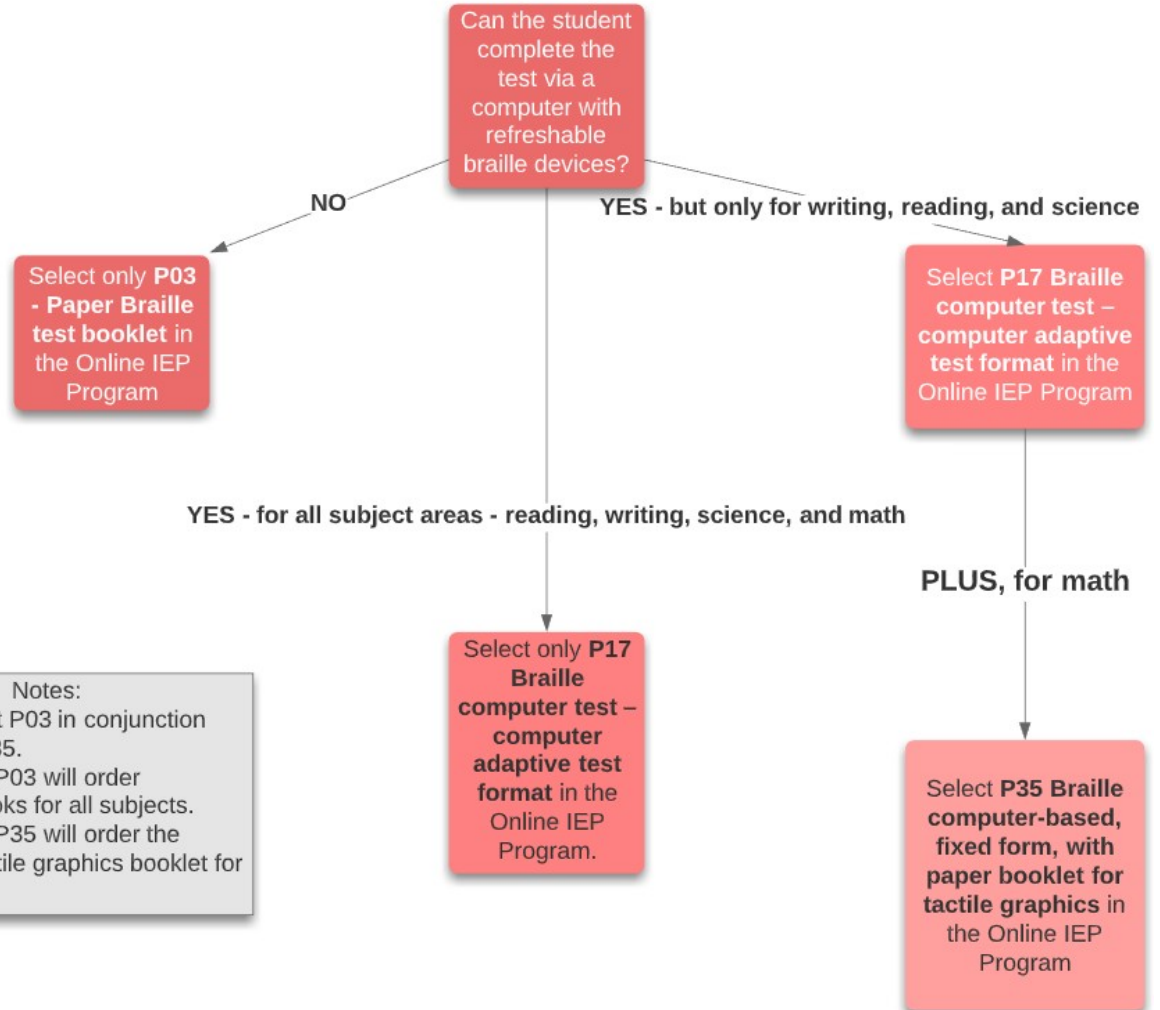 Can the student
complete the
test via a
computer with
refreshable
braille devices?
NO
YES - but only for writing, reading, and science
Select only P03
- Paper Braille
test booklet in
the Online IEP
Program
Select P17 Braille
computer test –
computer adaptive
test format in the
Online IEP Program
YES - for all subject areas - reading, writing, science, and math
PLUS, for math
Select only P17
Braille
computer test –
computer
adaptive test
format in the
Online IEP
Program.
Select P35 Braille
computer-based,
fixed form, with
paper booklet for
tactile graphics in
the Online IEP
Program
Notes:
P03 in conjunction
P03 will order
for all subjects.
P35 will order the
graphics booklet for